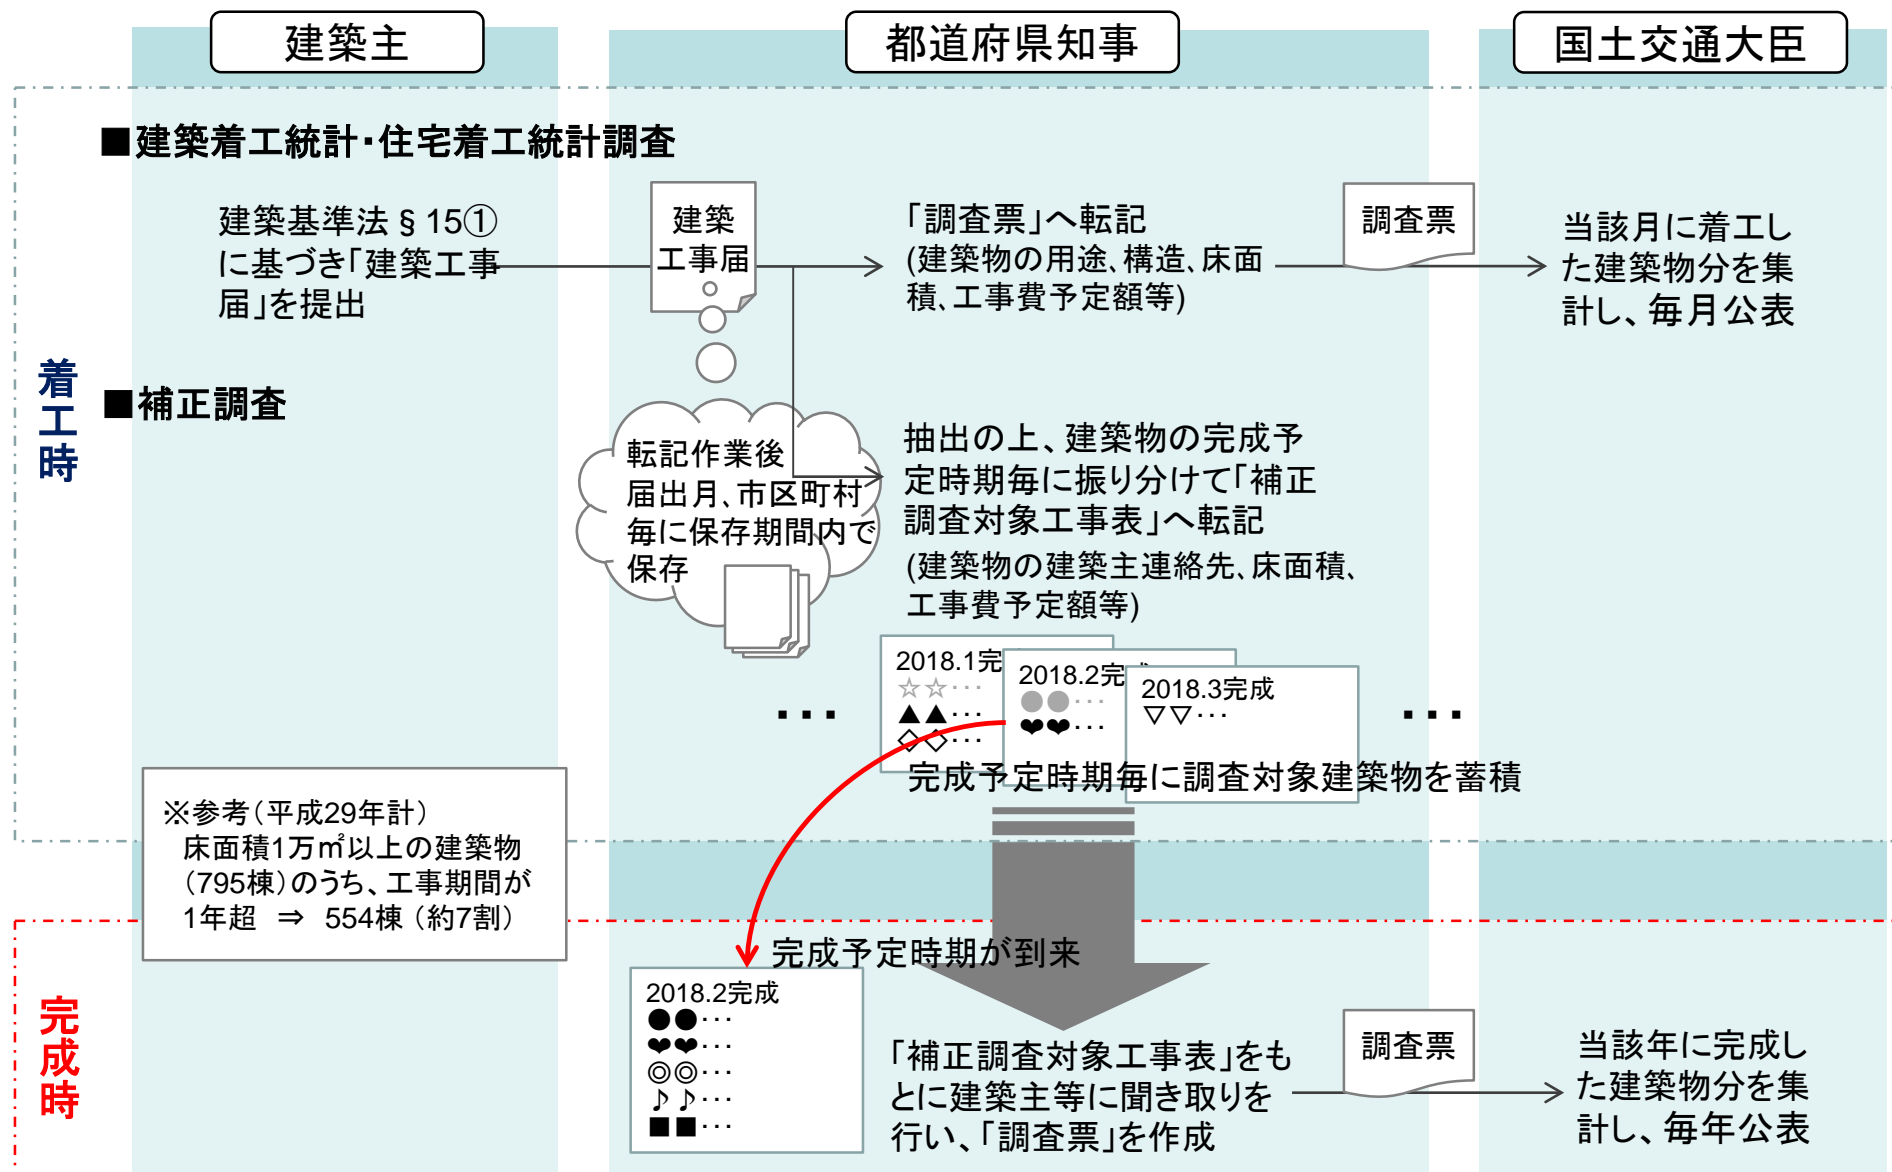 建築主
都道府県知事
国土交通大臣
■建築着工統計・住宅着工統計調査
建築基準法§15①
に基づき「建築工事
届」を提出
建築
工事届
「調査票」へ転記
(建築物の用途、構造、床面
積、工事費予定額等)
調査票
当該月に着工し
た建築物分を集
計し、毎月公表
着工時
■補正調査
転記作業後
届出月、市区町村
毎に保存期間内で
保存
抽出の上、建築物の完成予
定時期毎に振り分けて「補正
調査対象工事表」へ転記
(建築物の建築主連絡先、床面積、
工事費予定額等)
・・・
2018.1完
☆☆・・・
▲▲・・・
◇◇・・・
2018.2完成
●●・・・
❤❤・・・
2018.3完成
▽▽・・・
・・・
完成予定時期毎に調査対象建築物を蓄積
※参考(平成29年計)
床面積1万㎡以上の建築物
(795棟)のうち、工事期間が
1年超 ⇒ 554棟(約7割)
完成時
完成予定時期が到来
2018.2完成
●●・・・
❤❤・・・
◎◎・・・
♪♪・・・
■■・・・
「補正調査対象工事表」をも
とに建築主等に聞き取りを
行い、「調査票」を作成
調査票
当該年に完成し
た建築物分を集
計し、毎年公表